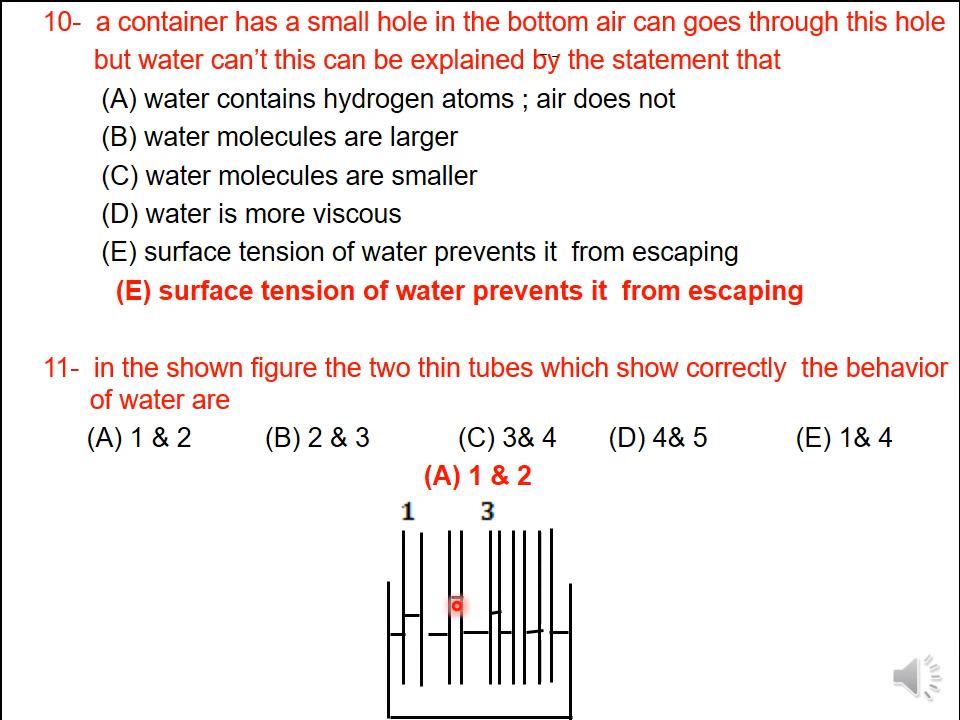 10- a container has a small hole in the bottom air can goes through this hole
but water can't this can be explained by the statement that
(A) water contains hydrogen atoms ; air does not
(B) water molecules are larger
(C) water molecules are smaller
(D) water is more viscous
(E) surface tension of water prevents it from escaping
(E) surface tension of water prevents it from escaping
11- in the shown figure the two thin tubes which show correctly the behavior
of water are
(A) 1 & 2 (B) 2 & 3 (C) 3& 4 (D) 4& 5 (E) 1& 4
(A) 1 & 2
1 3